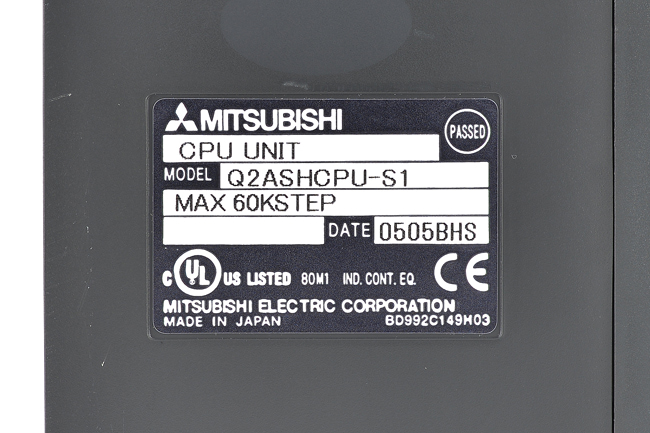 MITSUBISHI
PASSED
CPU UNIT
MODEL Q2ASHCPU-S1
MAX 60KSTEP
DATE 0505BHS
C UL US LISTED 80M1 IND. CONT. EQ. CE
MITSUBISHI ELECTRIC CORPORATION
MADE IN JAPAN BD992C149H03